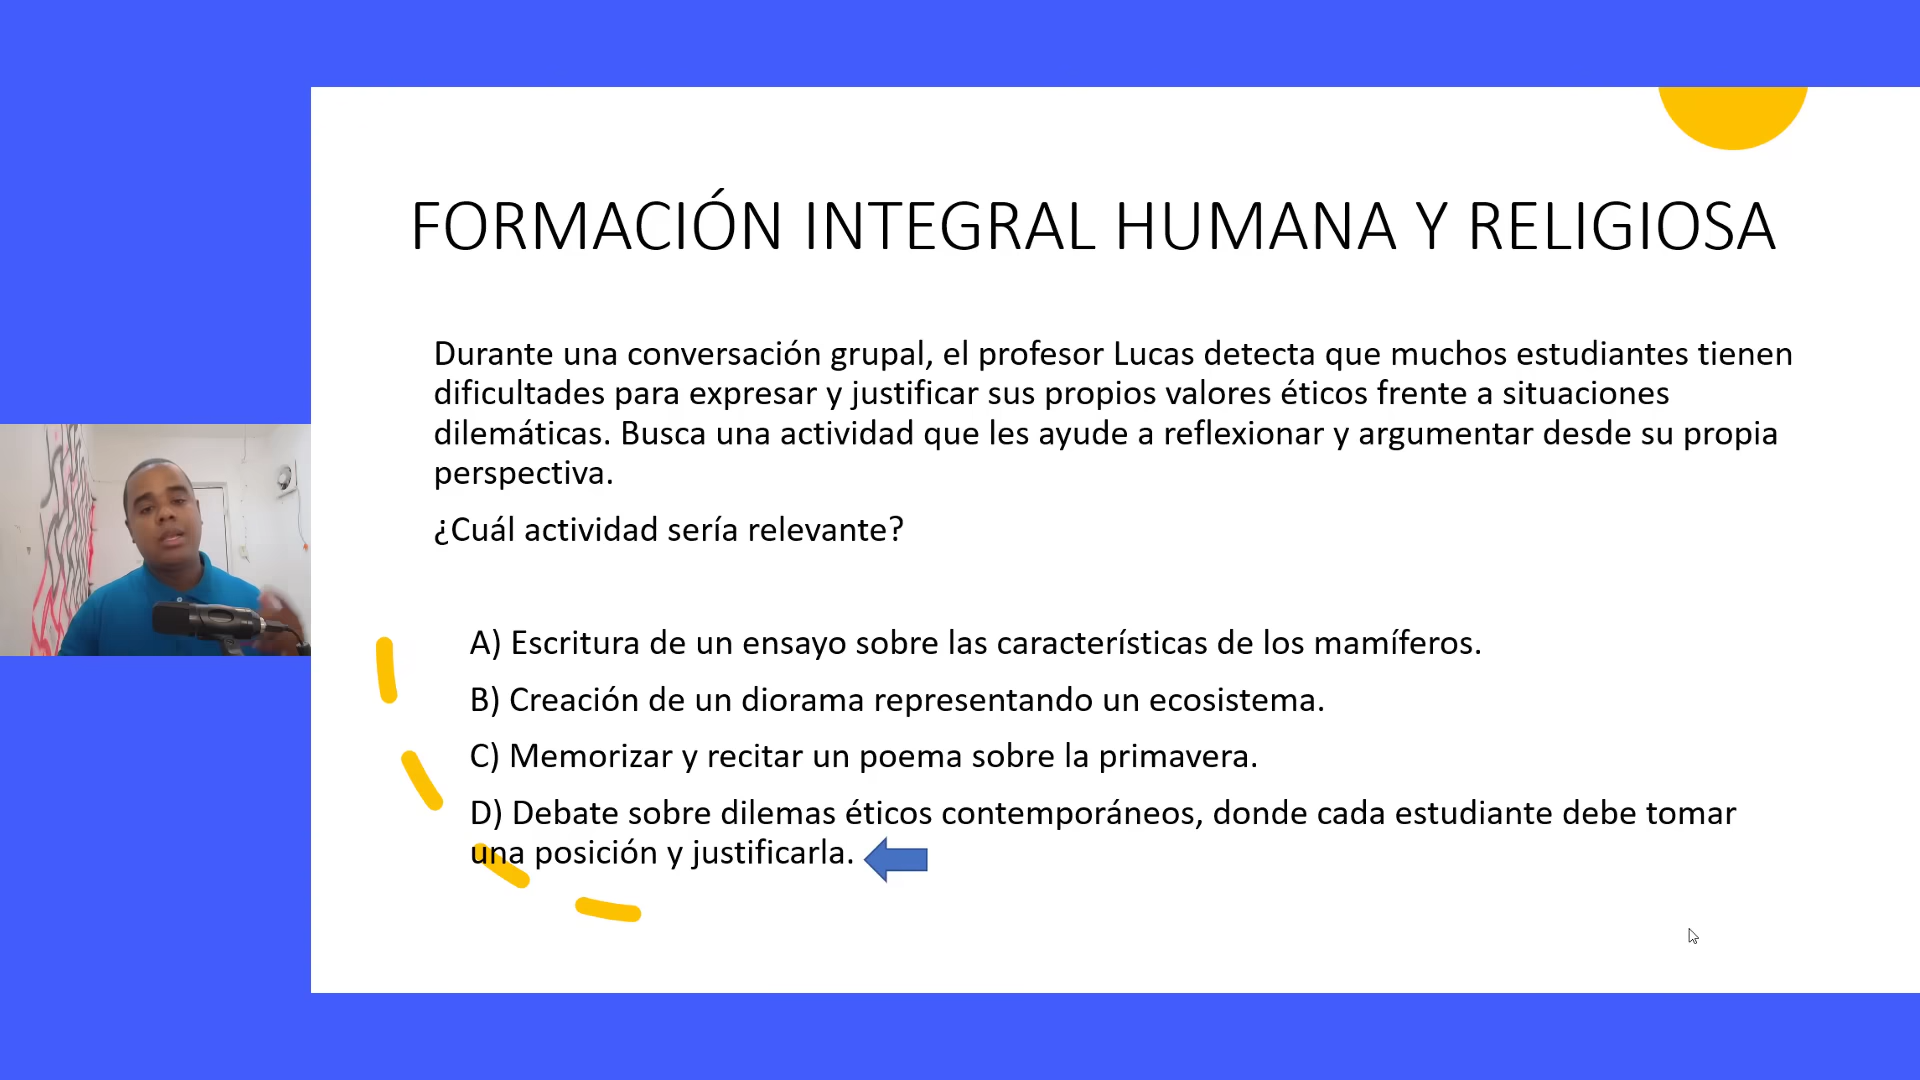 FORMACIÓN INTEGRAL HUMANA Y RELIGIOSA
Durante una conversación grupal, el profesor Lucas detecta que muchos estudiantes tienen
dificultades para expresar y justificar sus propios valores éticos frente a situaciones
dilemáticas. Busca una actividad que les ayude a reflexionar y argumentar desde su propia
perspectiva.
¿Cuál actividad sería relevante?
A) Escritura de un ensayo sobre las características de los mamíferos.
B) Creación de un diorama representando un ecosistema.
C) Memorizar y recitar un poema sobre la primavera.
D) Debate sobre dilemas éticos contemporáneos, donde cada estudiante debe tomar
una posición y justificarla.